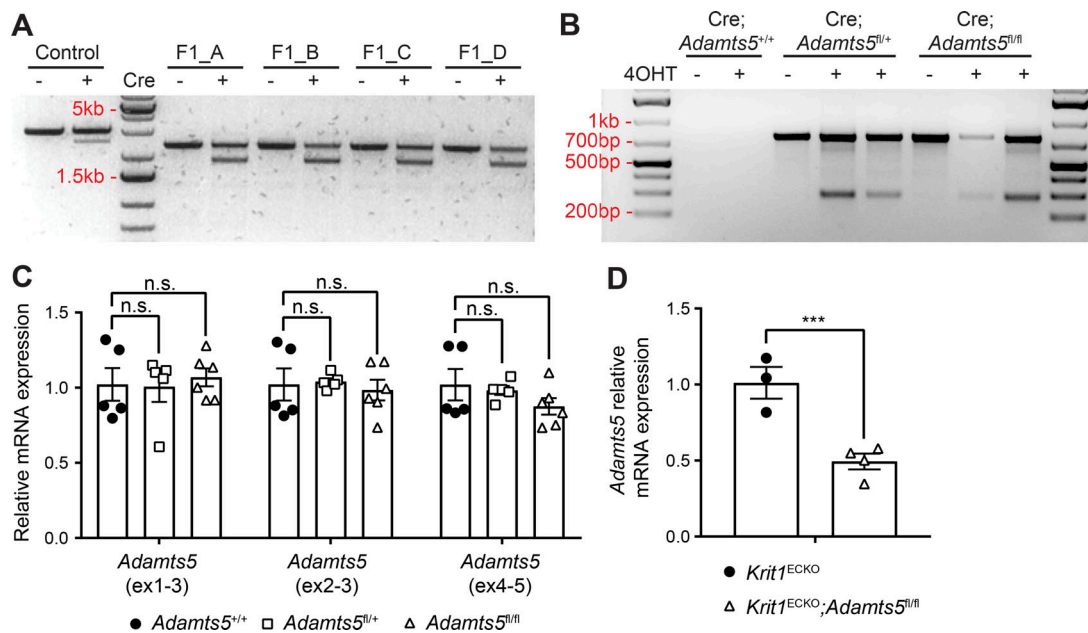 A
Control F1_A F1_B F1_C F1_D
- + Cre - + - + - + - +
5kb -
1.5kb -
B
Cre; Cre; Cre;
Adamts5+/+ Adamts5fl/+ Adamts5fl/fl
4OHT - + - + + - + +
1kb -
700bp -
500bp -
200bp -
C
Relative mRNA expression
1.5
1.0
0.5
0.0
n.s. n.s. n.s.
n.s. n.s. n.s.
Adamts5 Adamts5 Adamts5
(ex1-3) (ex2-3) (ex4-5)
Adamts5+/+ Adamts5fl/+ Adamts5fl/fl
D
Adamts5 relative
mRNA expression
1.5
1.0
0.5
0.0
***
Krit1ECKO
Krit1ECKO;Adamts5fl/fl